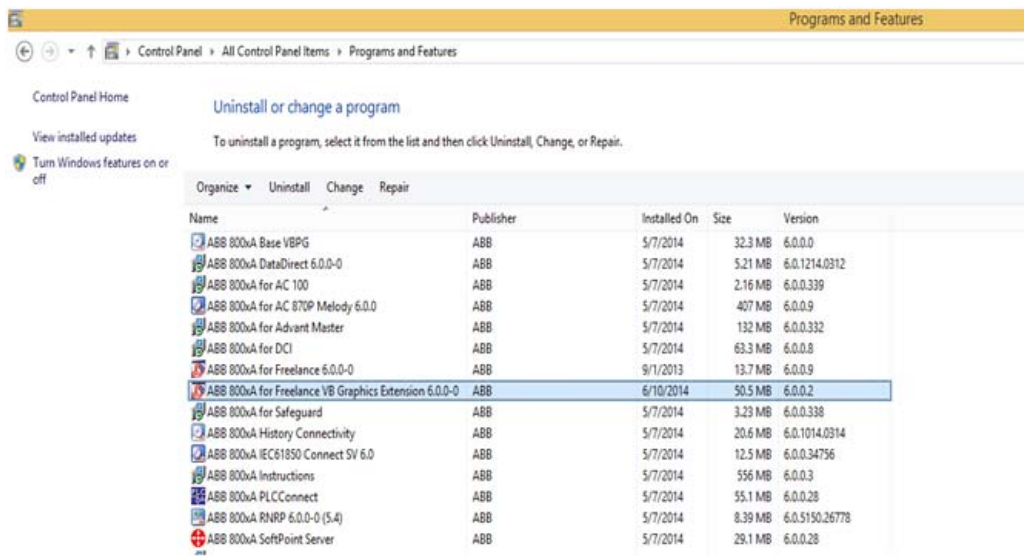 Programs and Features
Control Panel All Control Panel Items Programs and Features
Control Panel Home
View installed updates
Turn Windows features on or
off
Uninstall or change a program
To uninstall a program, select it from the list and then click Uninstall, Change, or Repair.
Organize Uninstall Change Repair
Name Publisher Installed On Size Version
ABB 800xA Base VBPG ABB 5/7/2014 32.3 MB 6.0.0.0
ABB 800xA DataDirect 6.0.0-0 ABB 5/7/2014 5.21 MB 6.0.1214.0312
ABB 800xA for AC 100 ABB 5/7/2014 2.16 MB 6.0.0.339
ABB 800xA for AC 870P Melody 6.0.0 ABB 5/7/2014 407 MB 6.0.0.9
ABB 800xA for Advant Master ABB 5/7/2014 132 MB 6.0.0.332
ABB 800xA for DCI ABB 5/7/2014 63.3 MB 6.0.0.8
ABB 800xA for Freelance 6.0.0-0 ABB 9/1/2013 13.7 MB 6.0.0.9
ABB 800xA for Freelance VB Graphics Extension 6.0.0-0 ABB 6/10/2014 50.5 MB 6.0.0.2
ABB 800xA for Safeguard ABB 5/7/2014 3.23 MB 6.0.0.338
ABB 800xA History Connectivity ABB 5/7/2014 20.6 MB 6.0.1014.0314
ABB 800xA IEC61850 Connect SV 6.0 ABB 5/7/2014 12.5 MB 6.0.0.34756
ABB 800xA Instructions ABB 5/7/2014 556 MB 6.0.0.3
ABB 800xA PLCConnect ABB 5/7/2014 55.1 MB 6.0.0.28
ABB 800xA RNRP 6.0.0-0 (5.4) ABB 5/7/2014 8.39 MB 6.0.5150.26778
ABB 800xA SoftPoint Server ABB 5/7/2014 29.1 MB 6.0.0.28